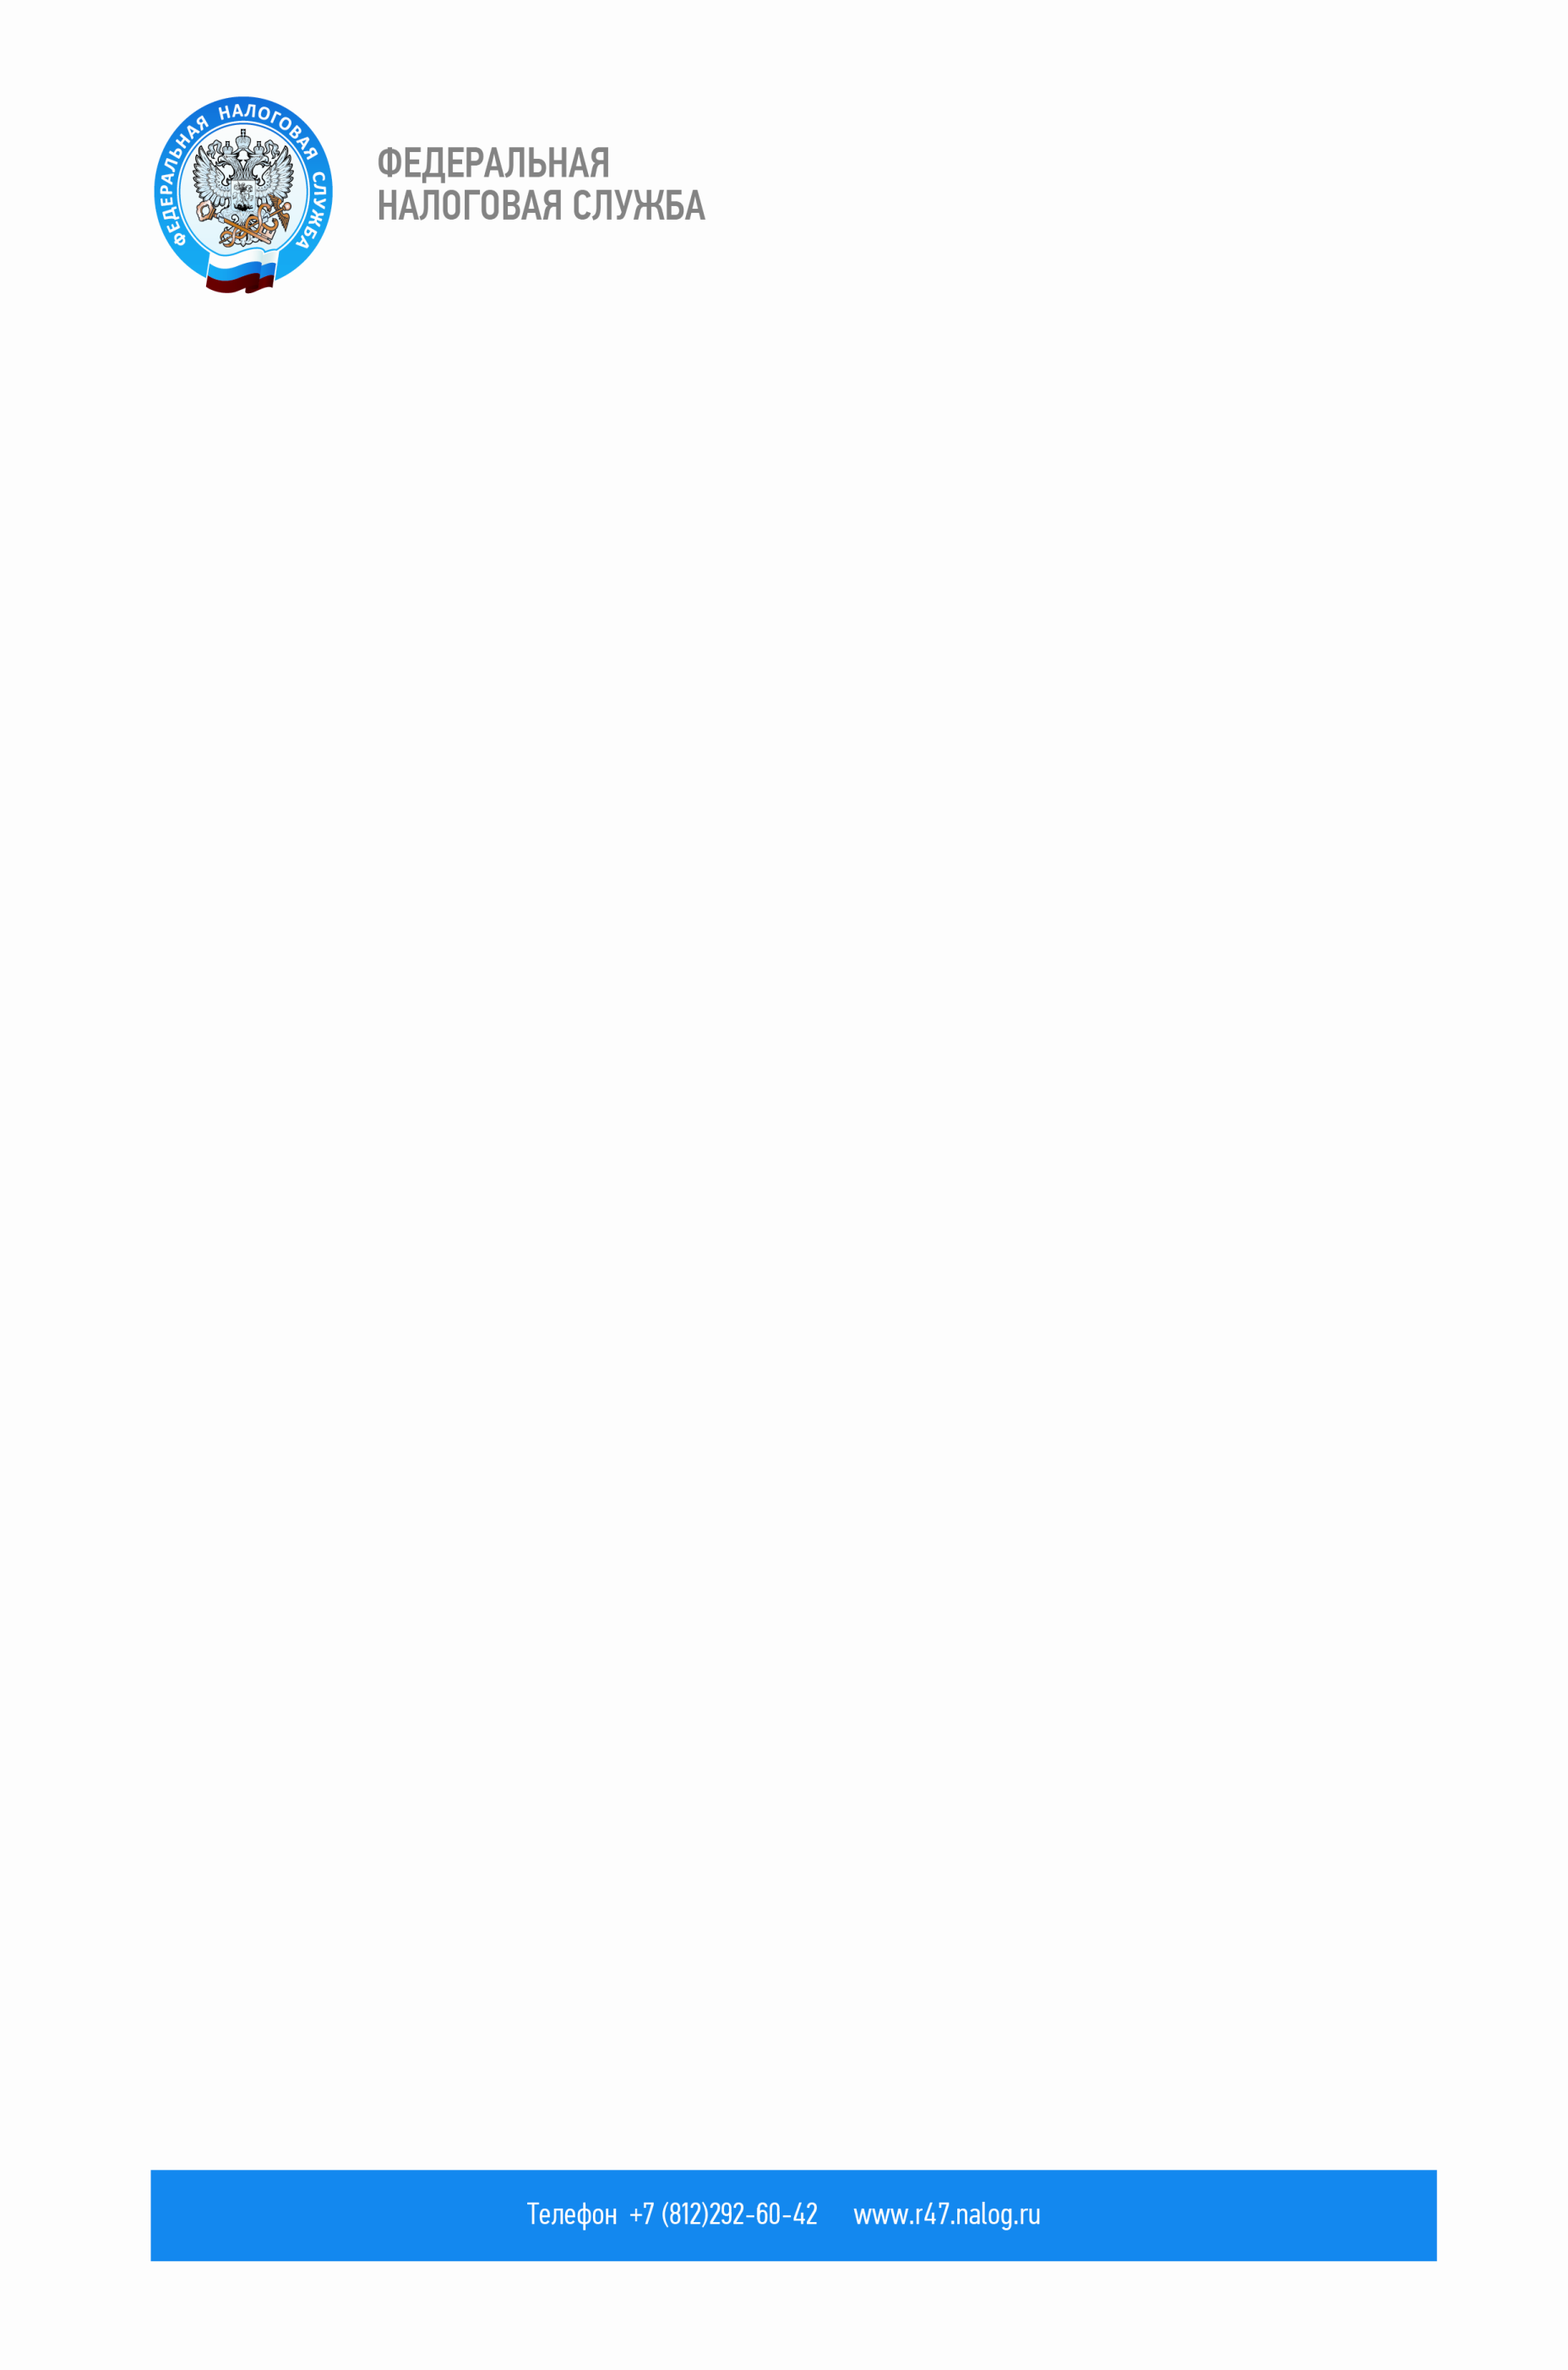 ФЕДЕРАЛЬНАЯ НАЛОГОВАЯ СЛУЖБА
ФЕДЕРАЛЬНАЯ
НАЛОГОВАЯ СЛУЖБА
Телефон +7 (812)292-60-42 www.r47.nalog.ru